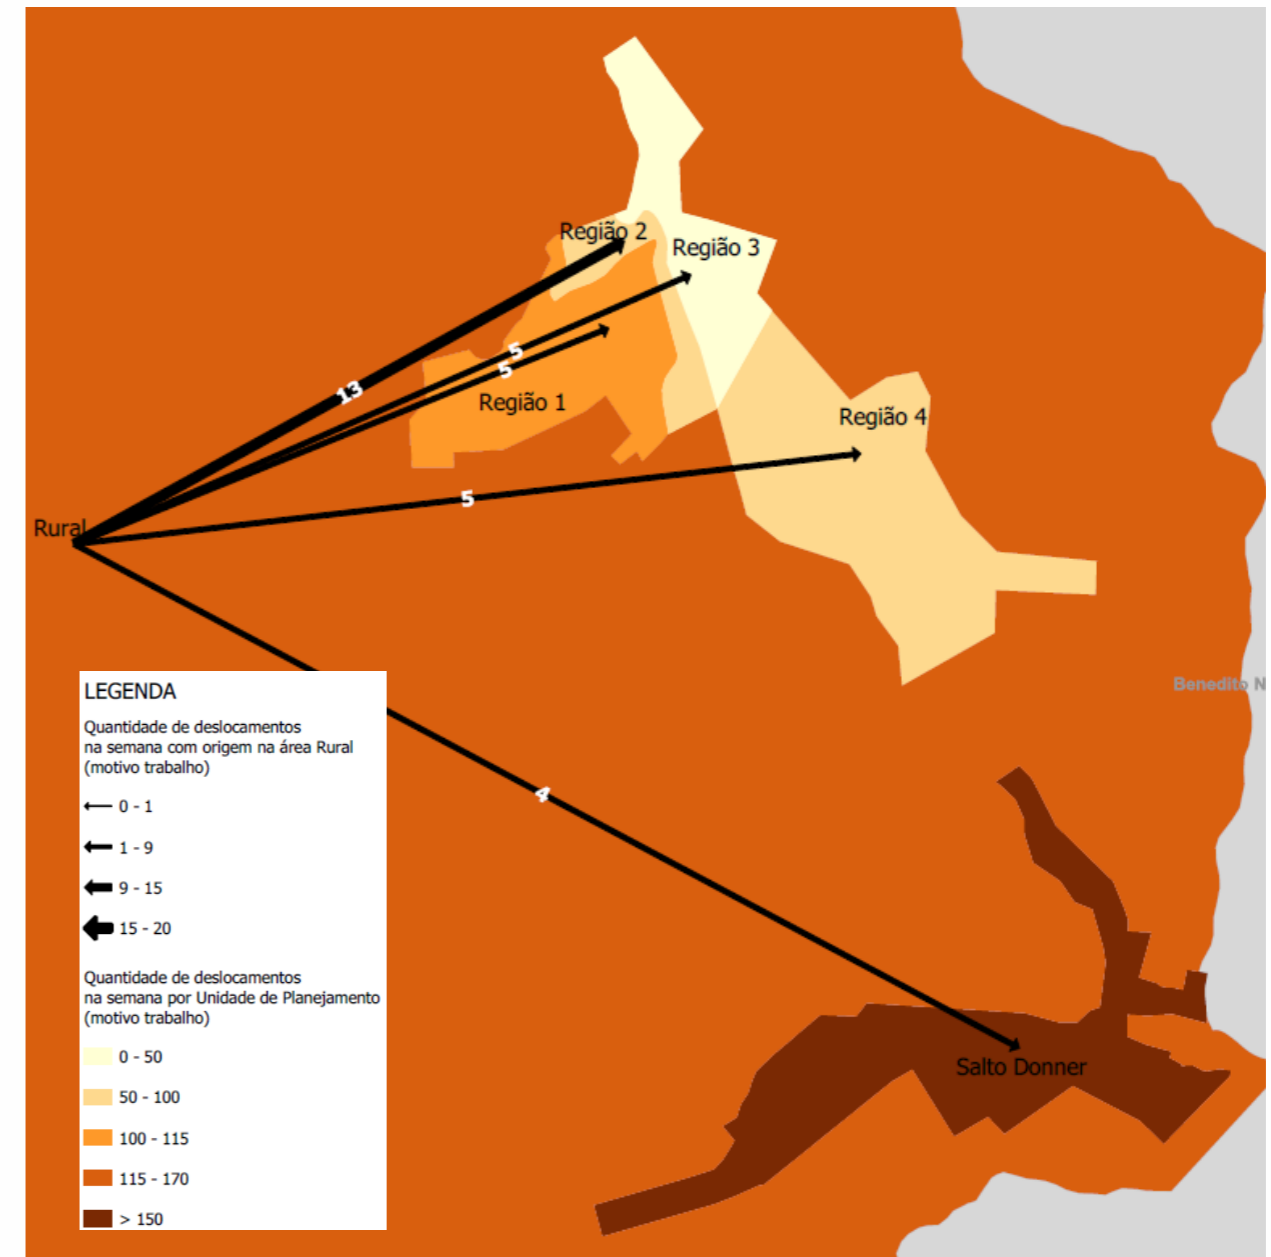 Região 2
Região 3
5
5
13
Região 1
Região 4
5
Rural
Benedito N
4
Salto Donner
LEGENDA
Quantidade de deslocamentos
na semana com origem na área Rural
(motivo trabalho)
0 - 1
1 - 9
9 - 15
15 - 20
Quantidade de deslocamentos
na semana por Unidade de Planejamento
(motivo trabalho)
0 - 50
50 - 100
100 - 115
115 - 170
> 150